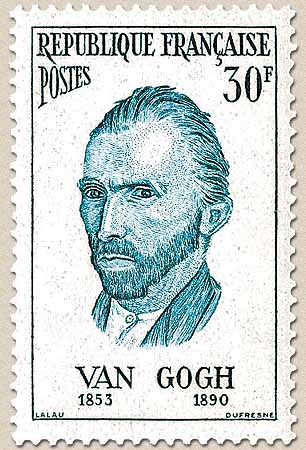 REPUBLIQUE FRANÇAISE
POSTES 30F
VAN GOGH
1853 1890
LALAU DUFRESNE